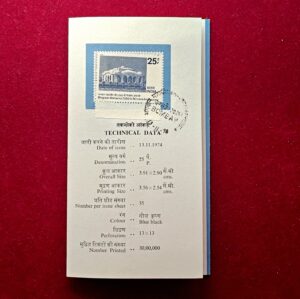 25
BOMBAY
तकनीकी आंकड़े
TECHNICAL DATA
जारी करने की तारीख
Date of issue .. 13.11.1974
मूल्य वर्ग .. 25 पै.
Denomination .. P.
कुल आकार .. 3.91×2.90 सें.मी.
Overall Size cms.
मुद्रण आकार .. 3.56×2.54 सें.मी.
Printing Size cms.
प्रति शीट संख्या .. 35
Number per issue sheet
रंग .. नील कृष्ण
Colour .. Blue black
छिद्रण
Perforation .. 13×13
मुद्रित टिकटों की संख्या
Number Printed .. 30,00,000